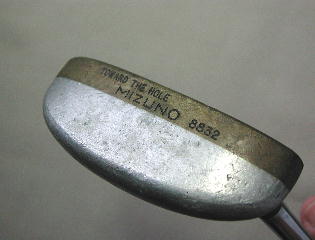 TOWARD THE HOLE
MIZUNO 8832